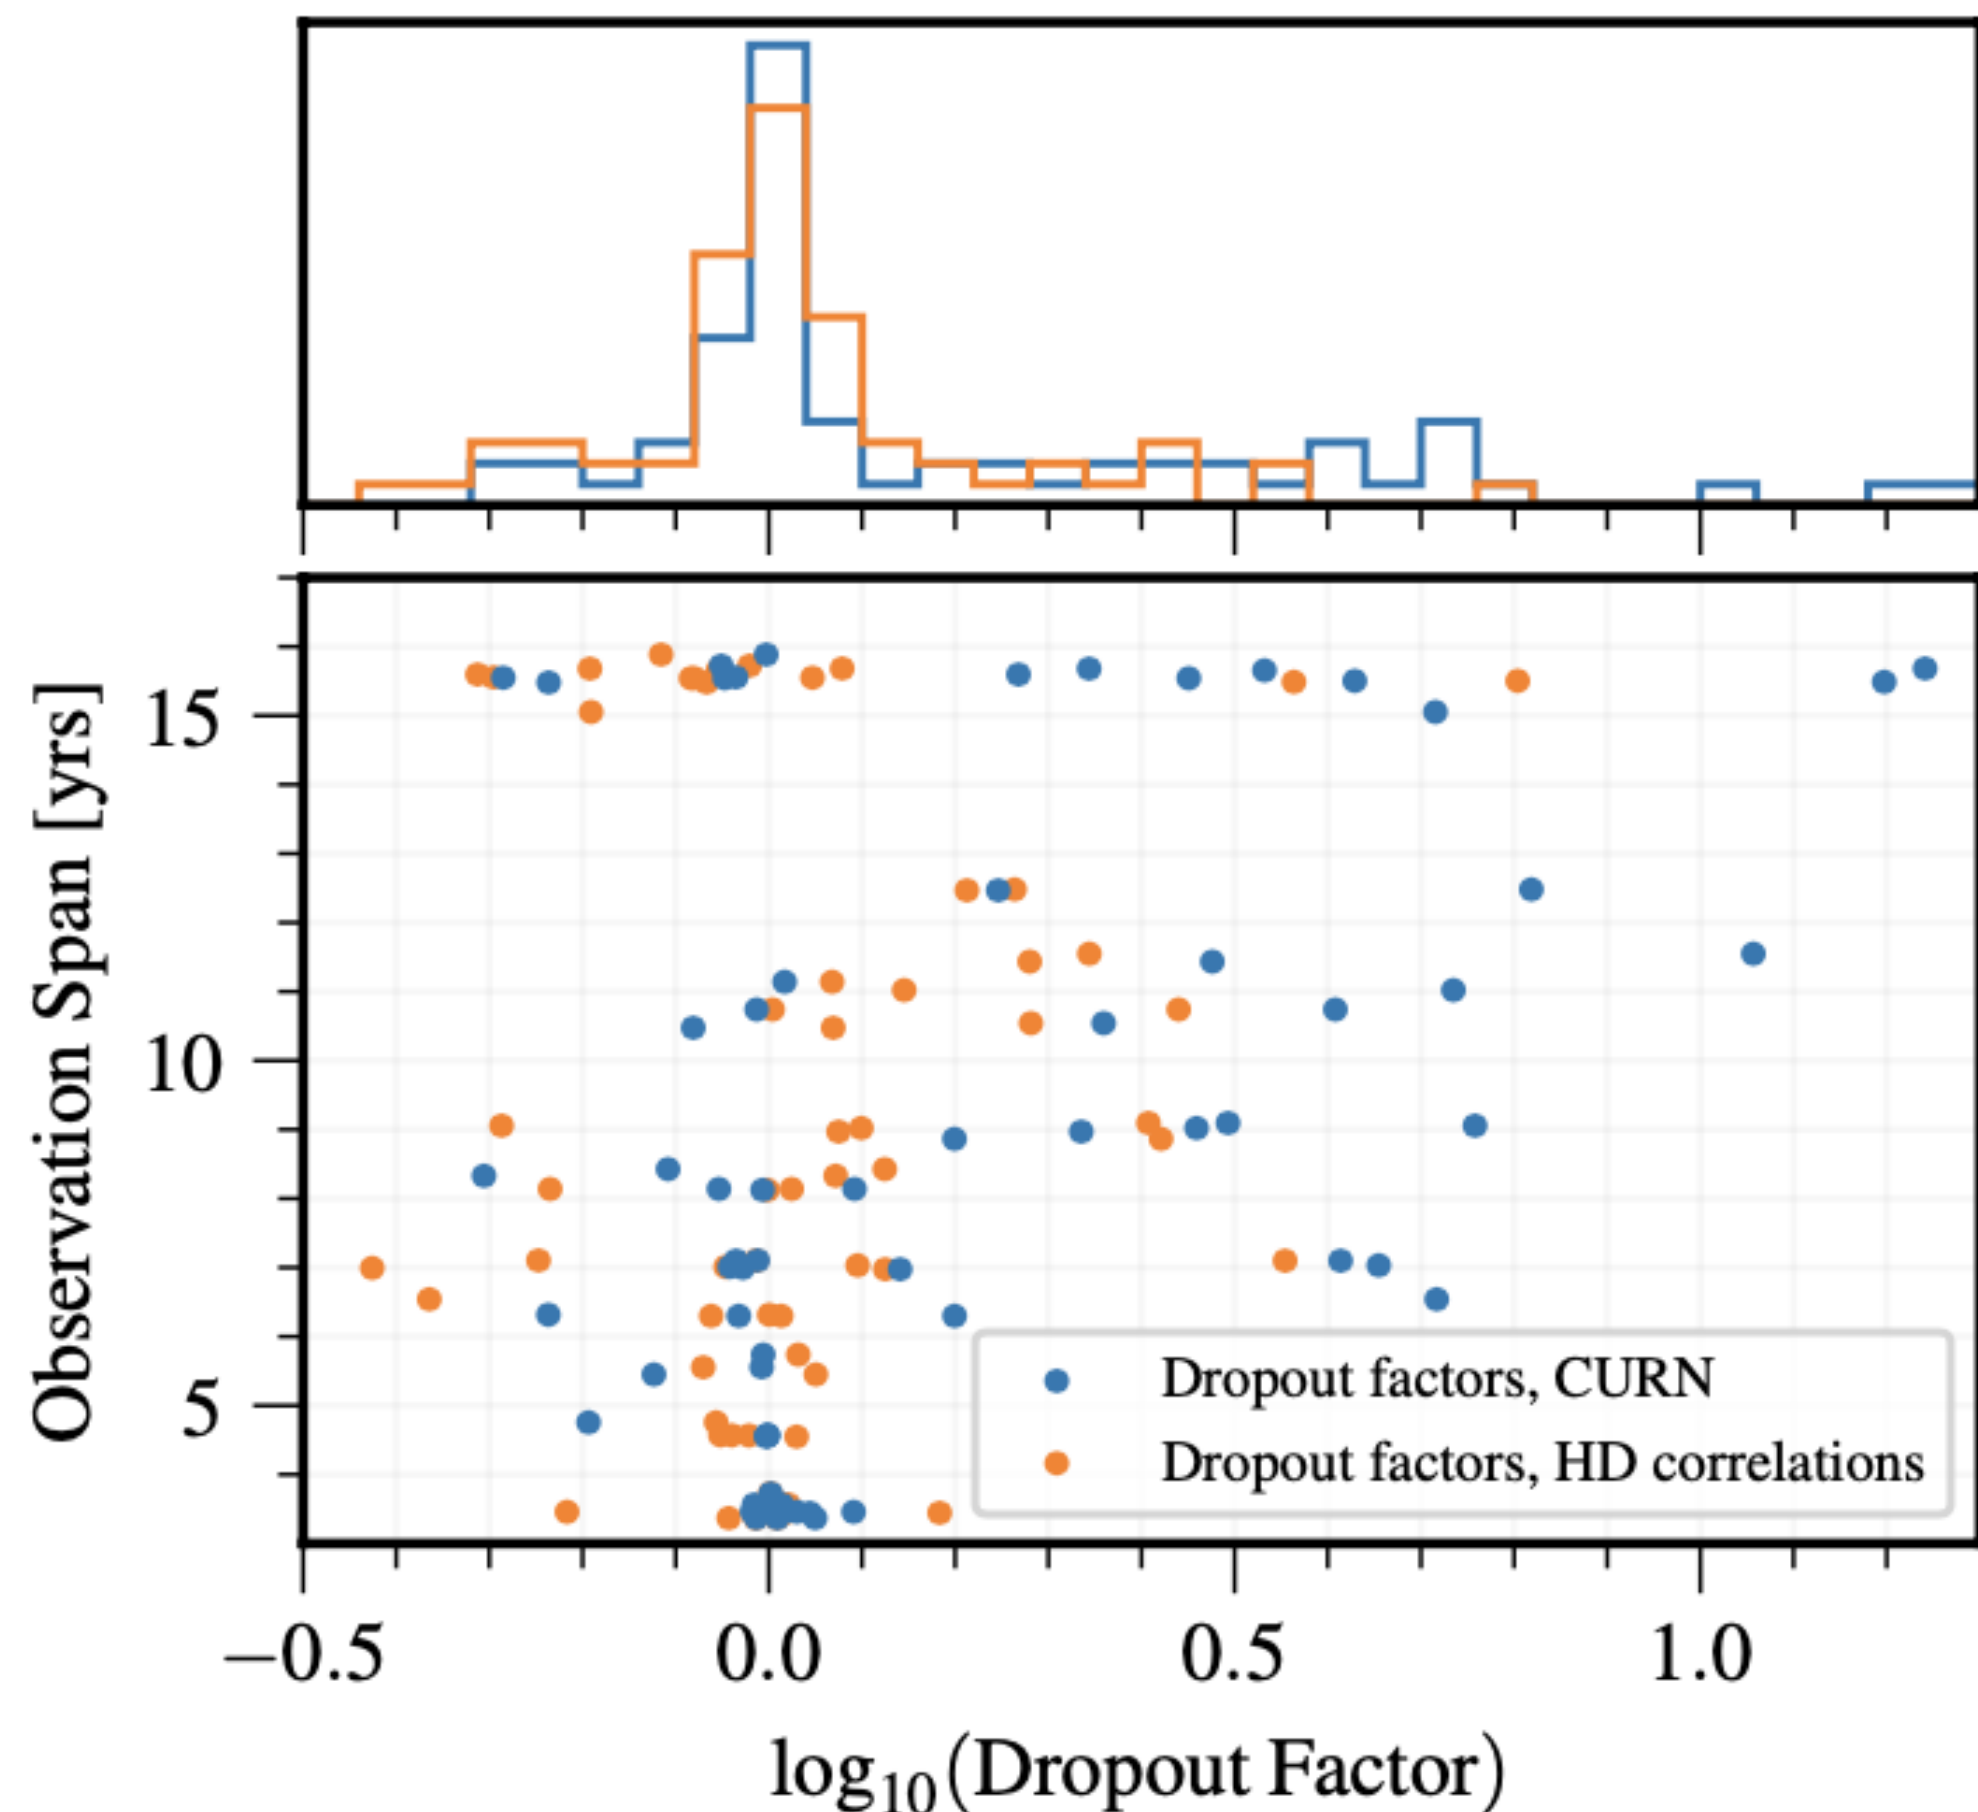 Observation Span [yrs]
15
10
5
Dropout factors, CURN
Dropout factors, HD correlations
−0.5 0.0 0.5 1.0
log₁₀(Dropout Factor)